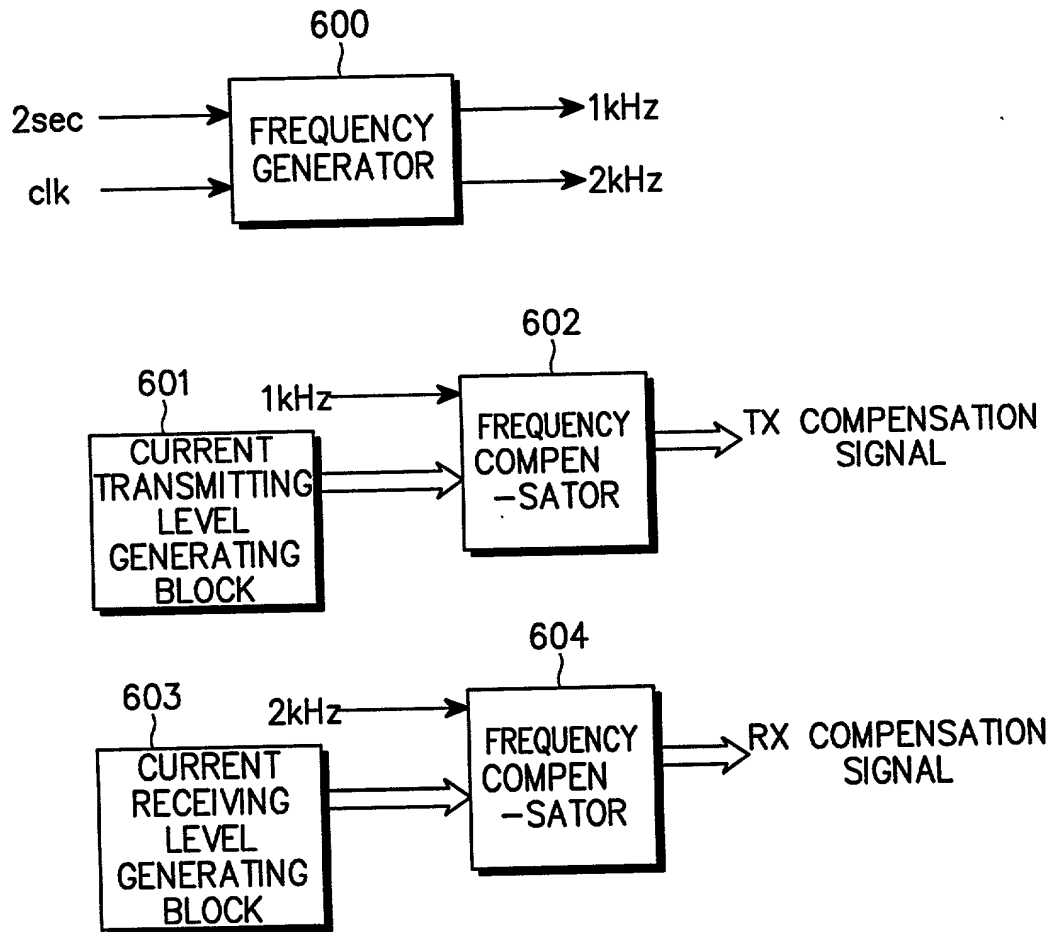 600
2sec
clk
FREQUENCY
GENERATOR
1kHz
2kHz
602
601
1kHz
CURRENT
TRANSMITTING
LEVEL
GENERATING
BLOCK
FREQUENCY
COMPEN
-SATOR
TX COMPENSATION
SIGNAL
604
603
2kHz
CURRENT
RECEIVING
LEVEL
GENERATING
BLOCK
FREQUENCY
COMPEN
-SATOR
RX COMPENSATION
SIGNAL